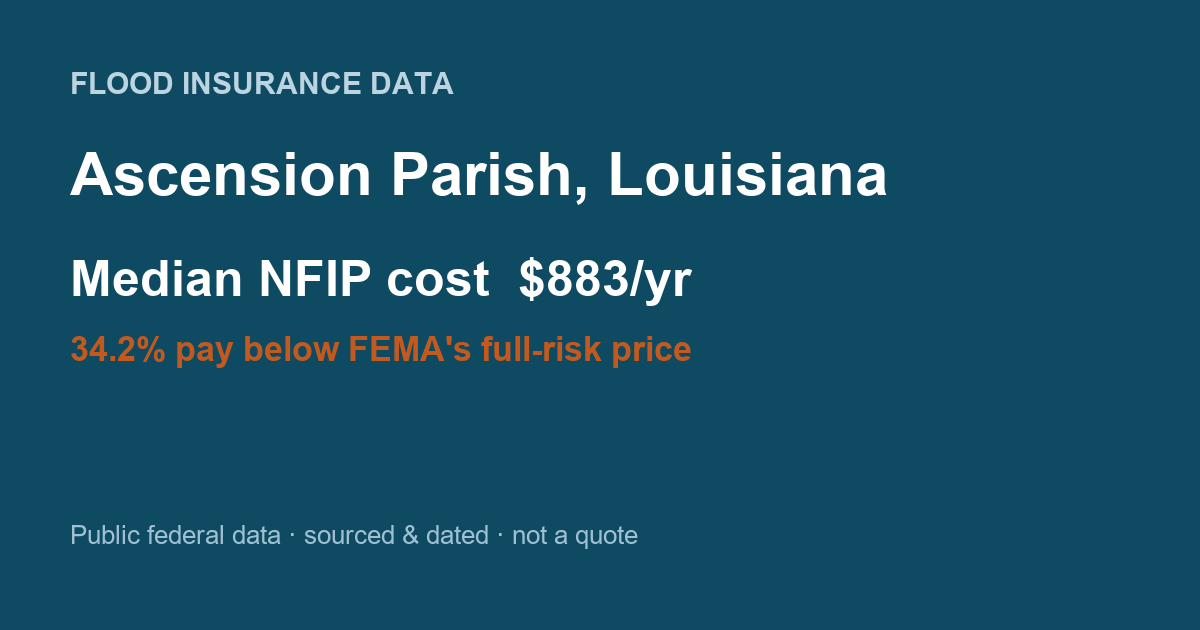 FLOOD INSURANCE DATA
Ascension Parish, Louisiana
Median NFIP cost  $883/yr
34.2% pay below FEMA's full-risk price
Public federal data · sourced & dated · not a quote